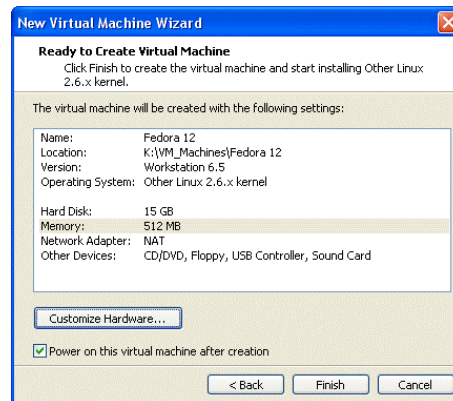 New Virtual Machine Wizard
Ready to Create Virtual Machine
Click Finish to create the virtual machine and start installing Other Linux
2.6.x kernel.
The virtual machine will be created with the following settings:
Name: Fedora 12
Location: K:\VM_Machines\Fedora 12
Version: Workstation 6.5
Operating System: Other Linux 2.6.x kernel
Hard Disk: 15 GB
Memory: 512 MB
Network Adapter: NAT
Other Devices: CD/DVD, Floppy, USB Controller, Sound Card
Customize Hardware...
Power on this virtual machine after creation
< Back Finish Cancel